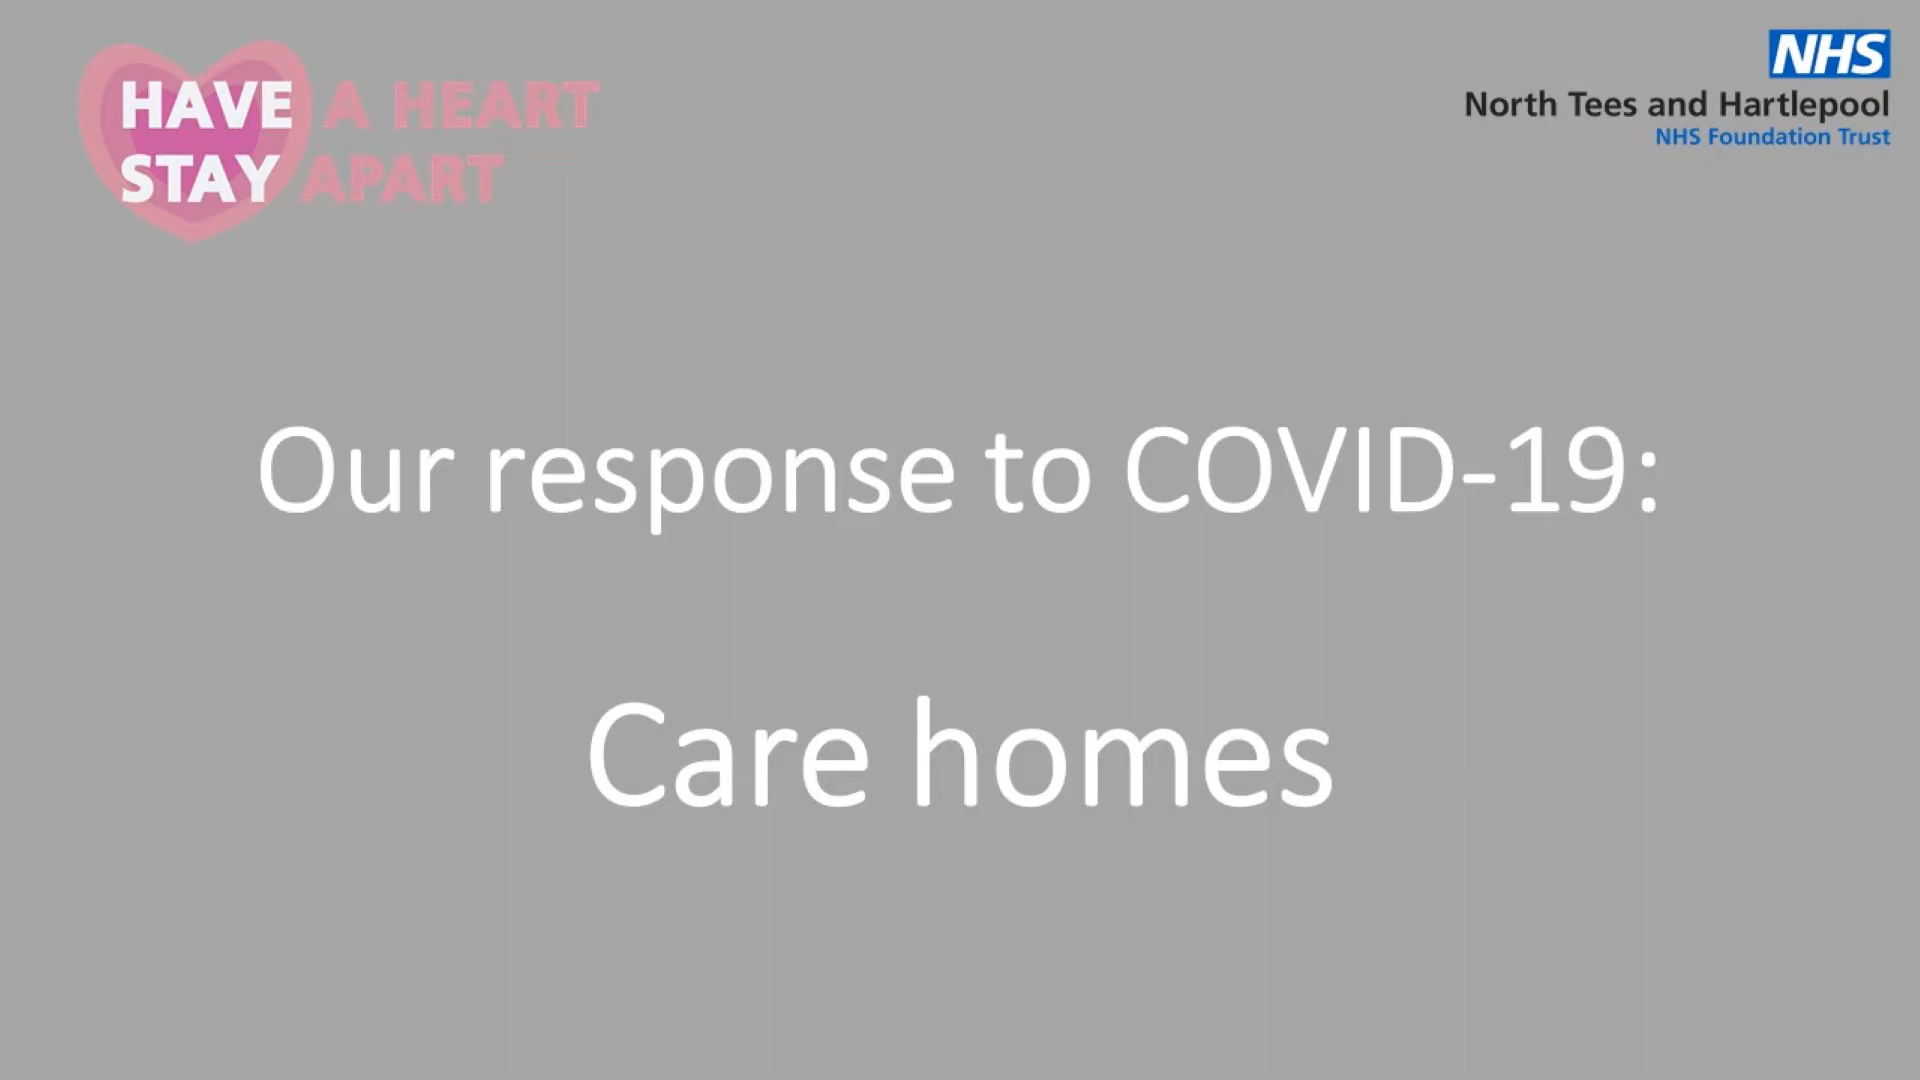 HAVE A HEART
STAY APART
NHS
North Tees and Hartlepool
NHS Foundation Trust
Our response to COVID-19:
Care homes